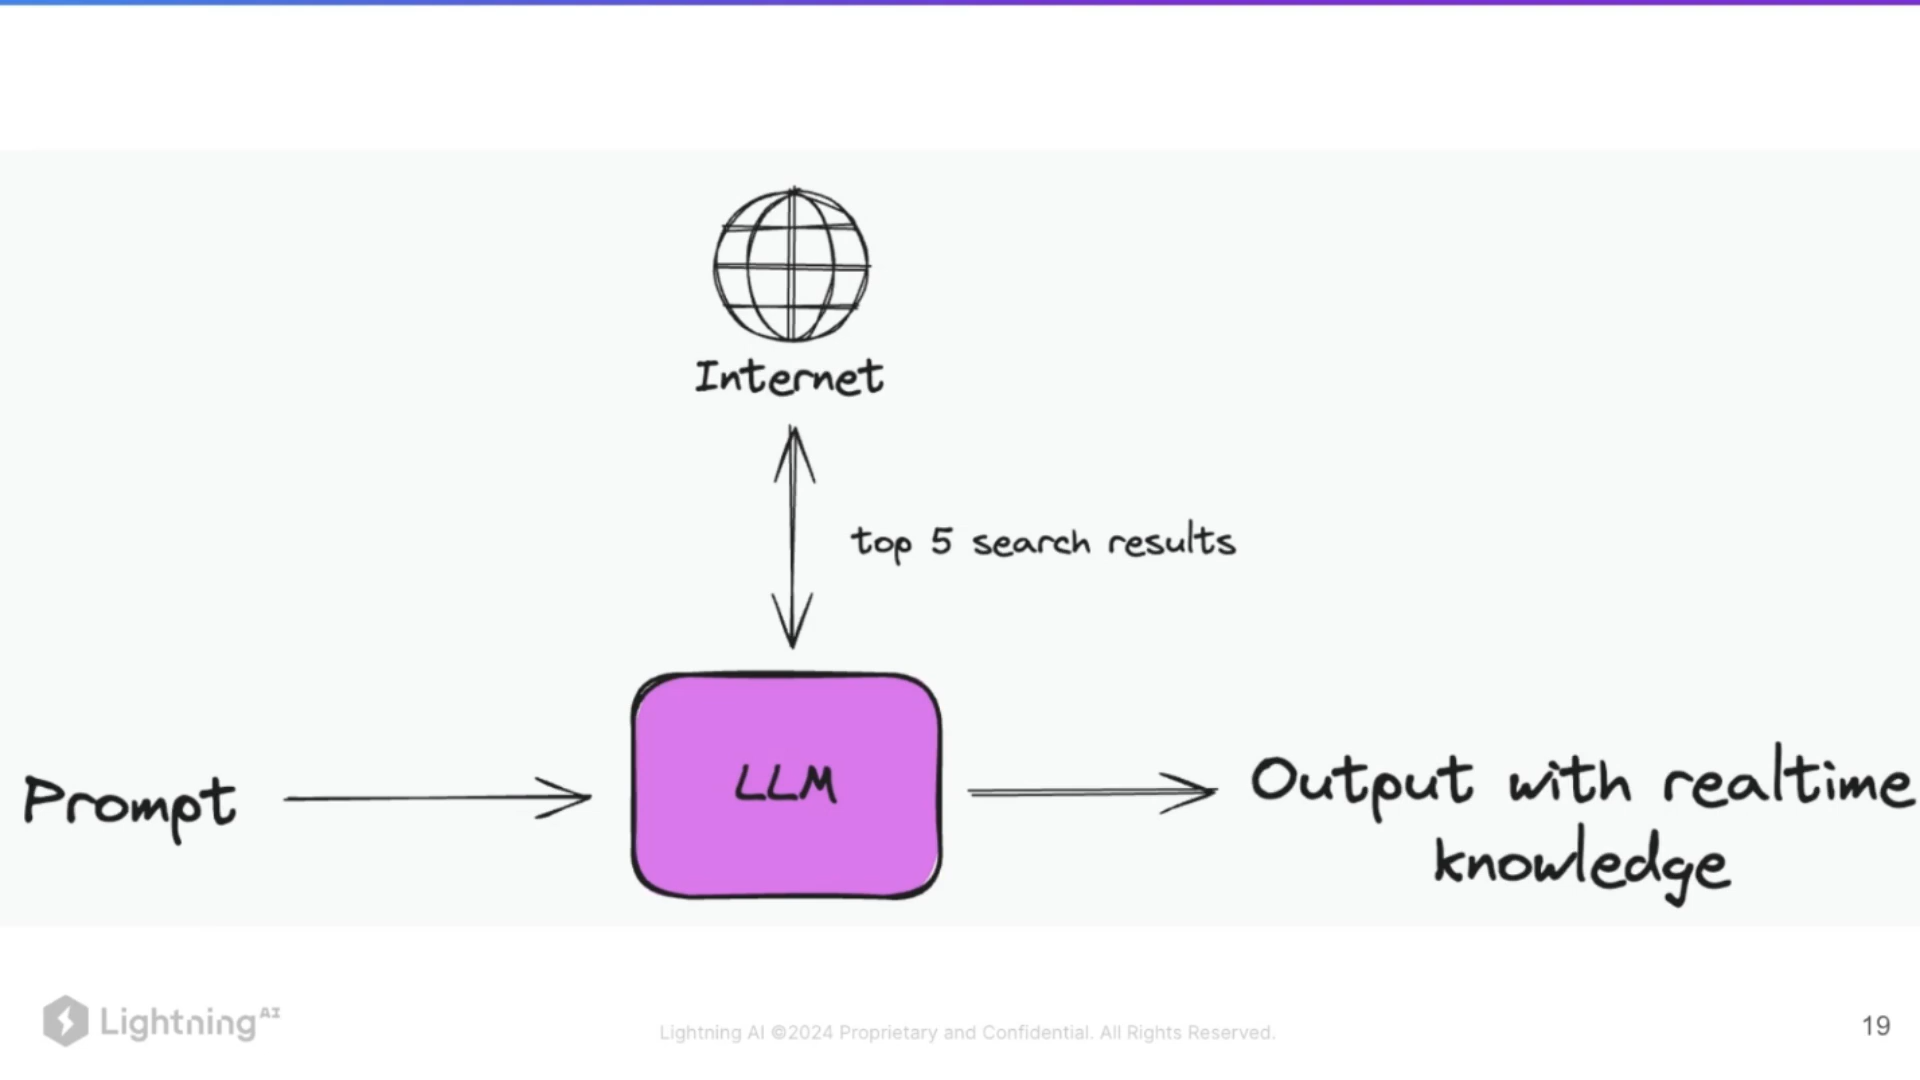 Internet
top 5 search results
LLM
Prompt
Output with realtime
knowledge
Lightning AI
Lightning AI ©2024 Proprietary and Confidential. All Rights Reserved.
19